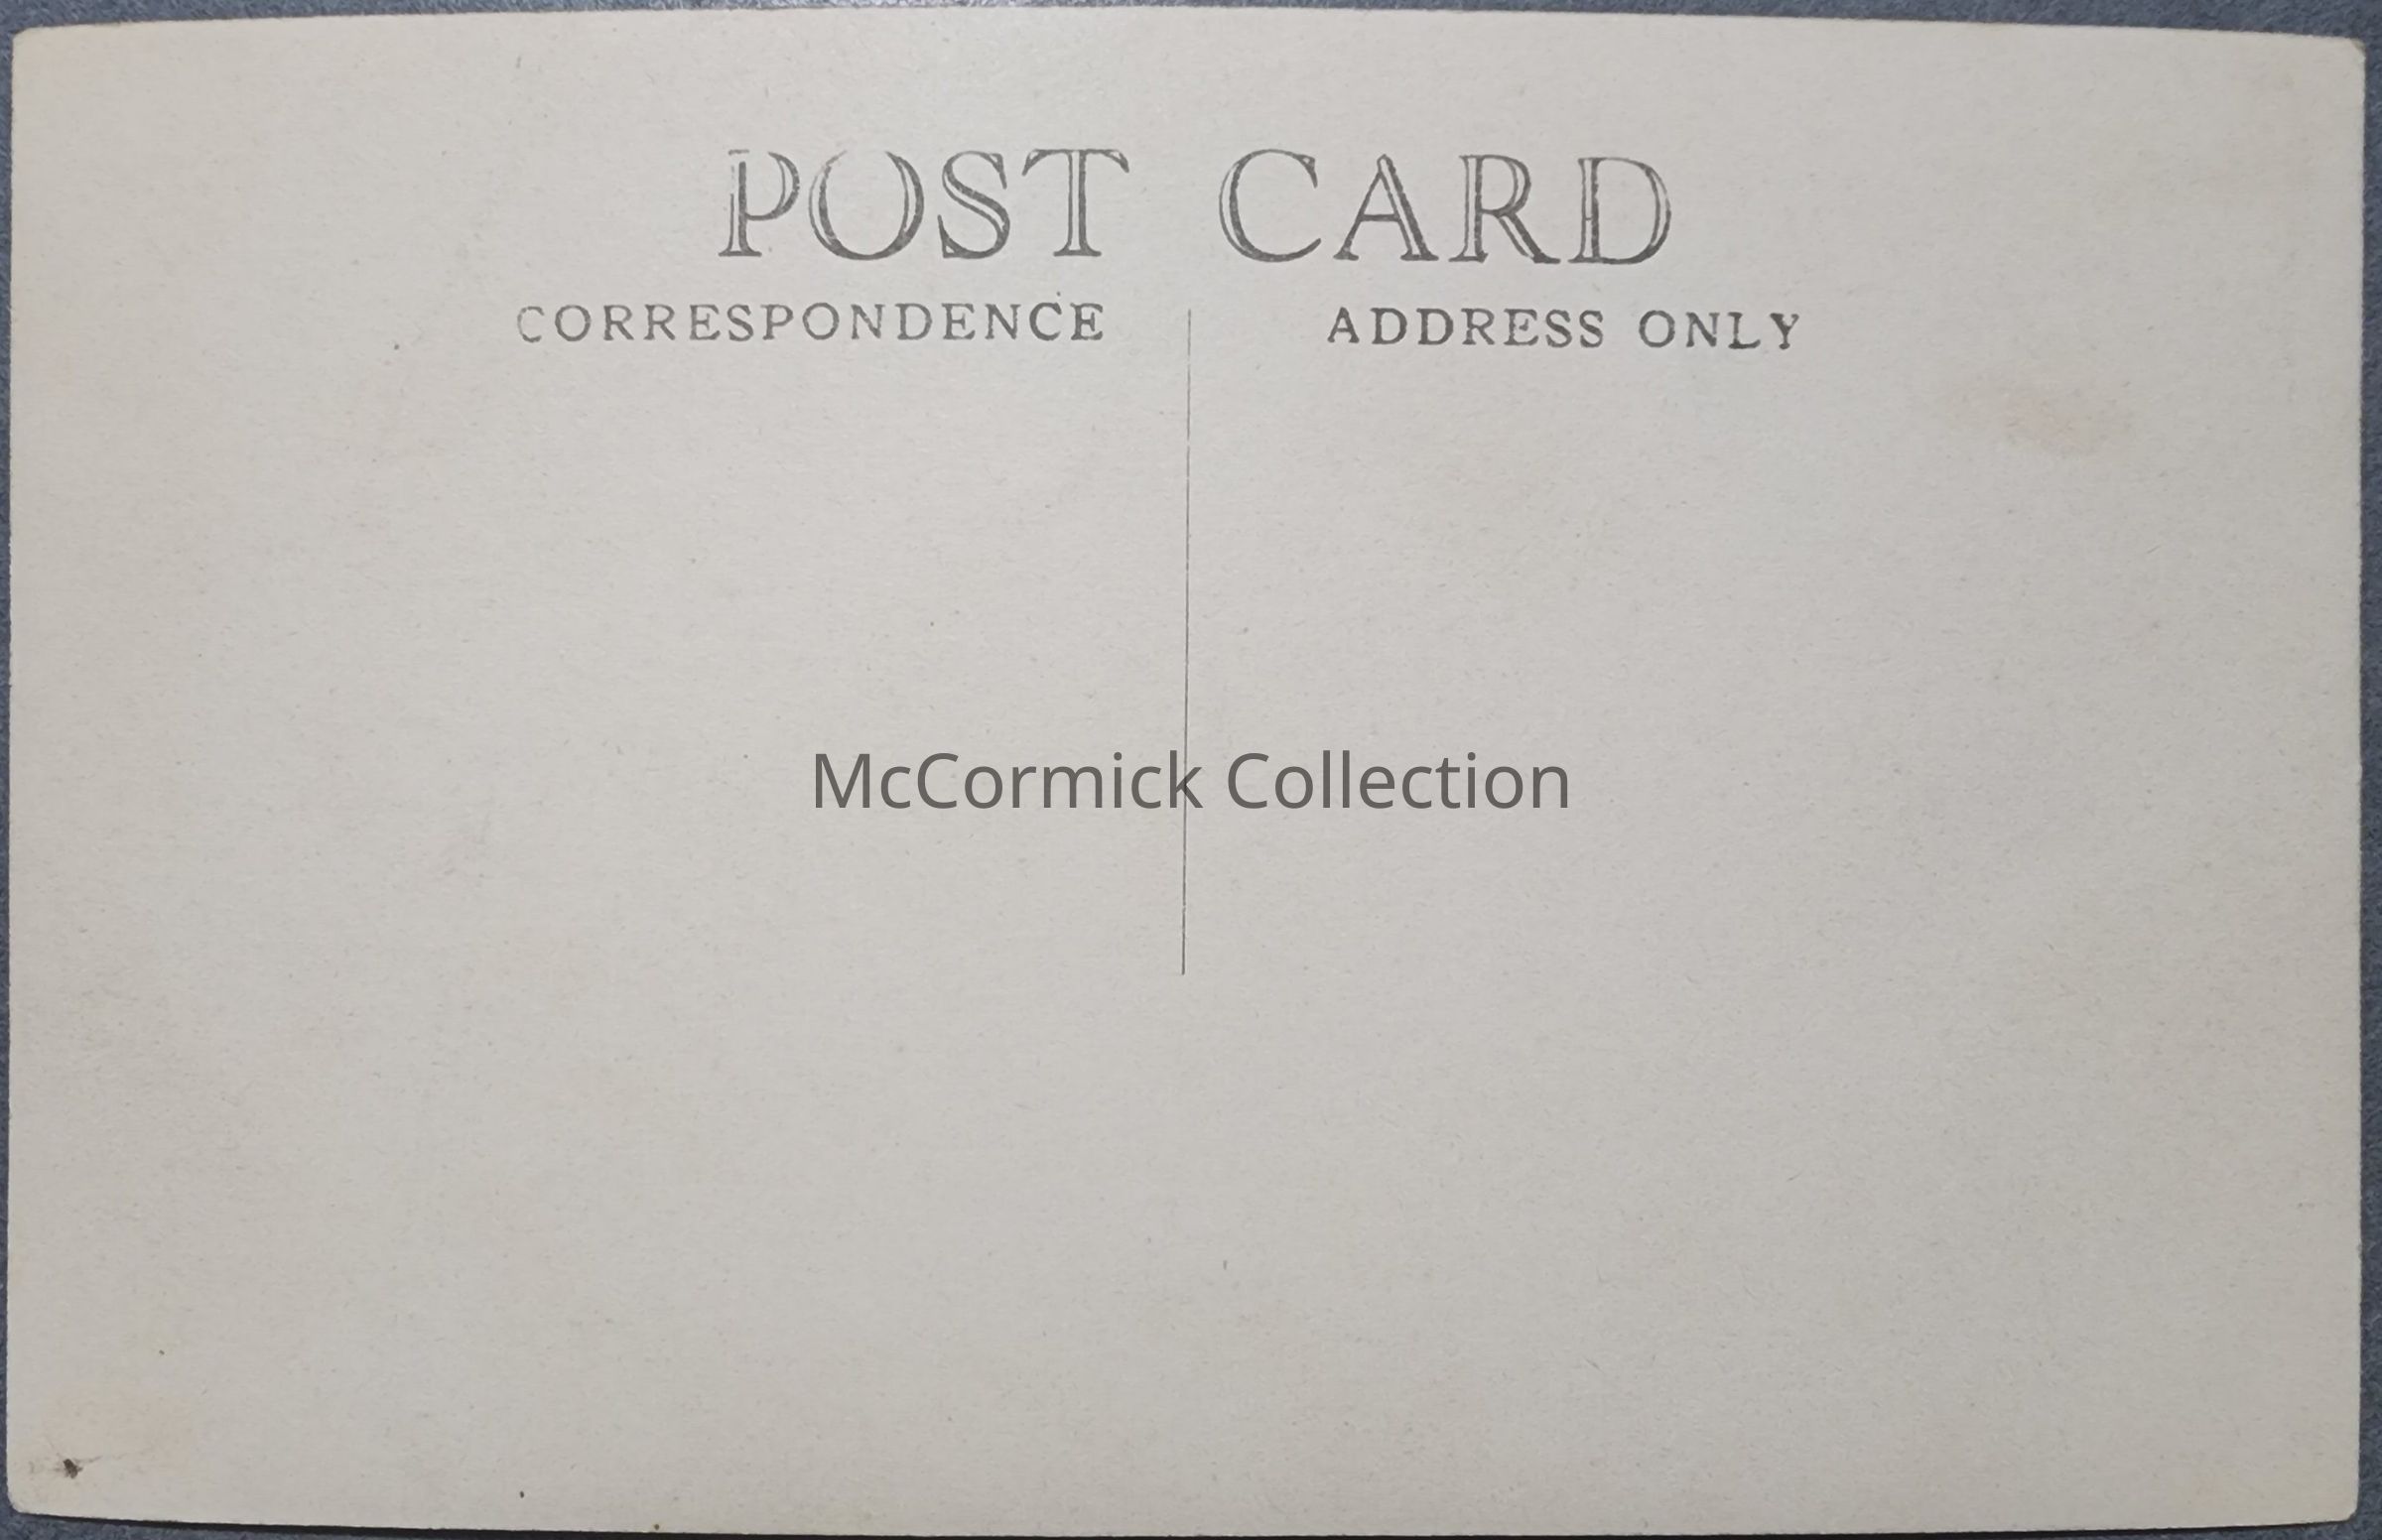 POST CARD
CORRESPONDENCE
ADDRESS ONLY
McCormick Collection